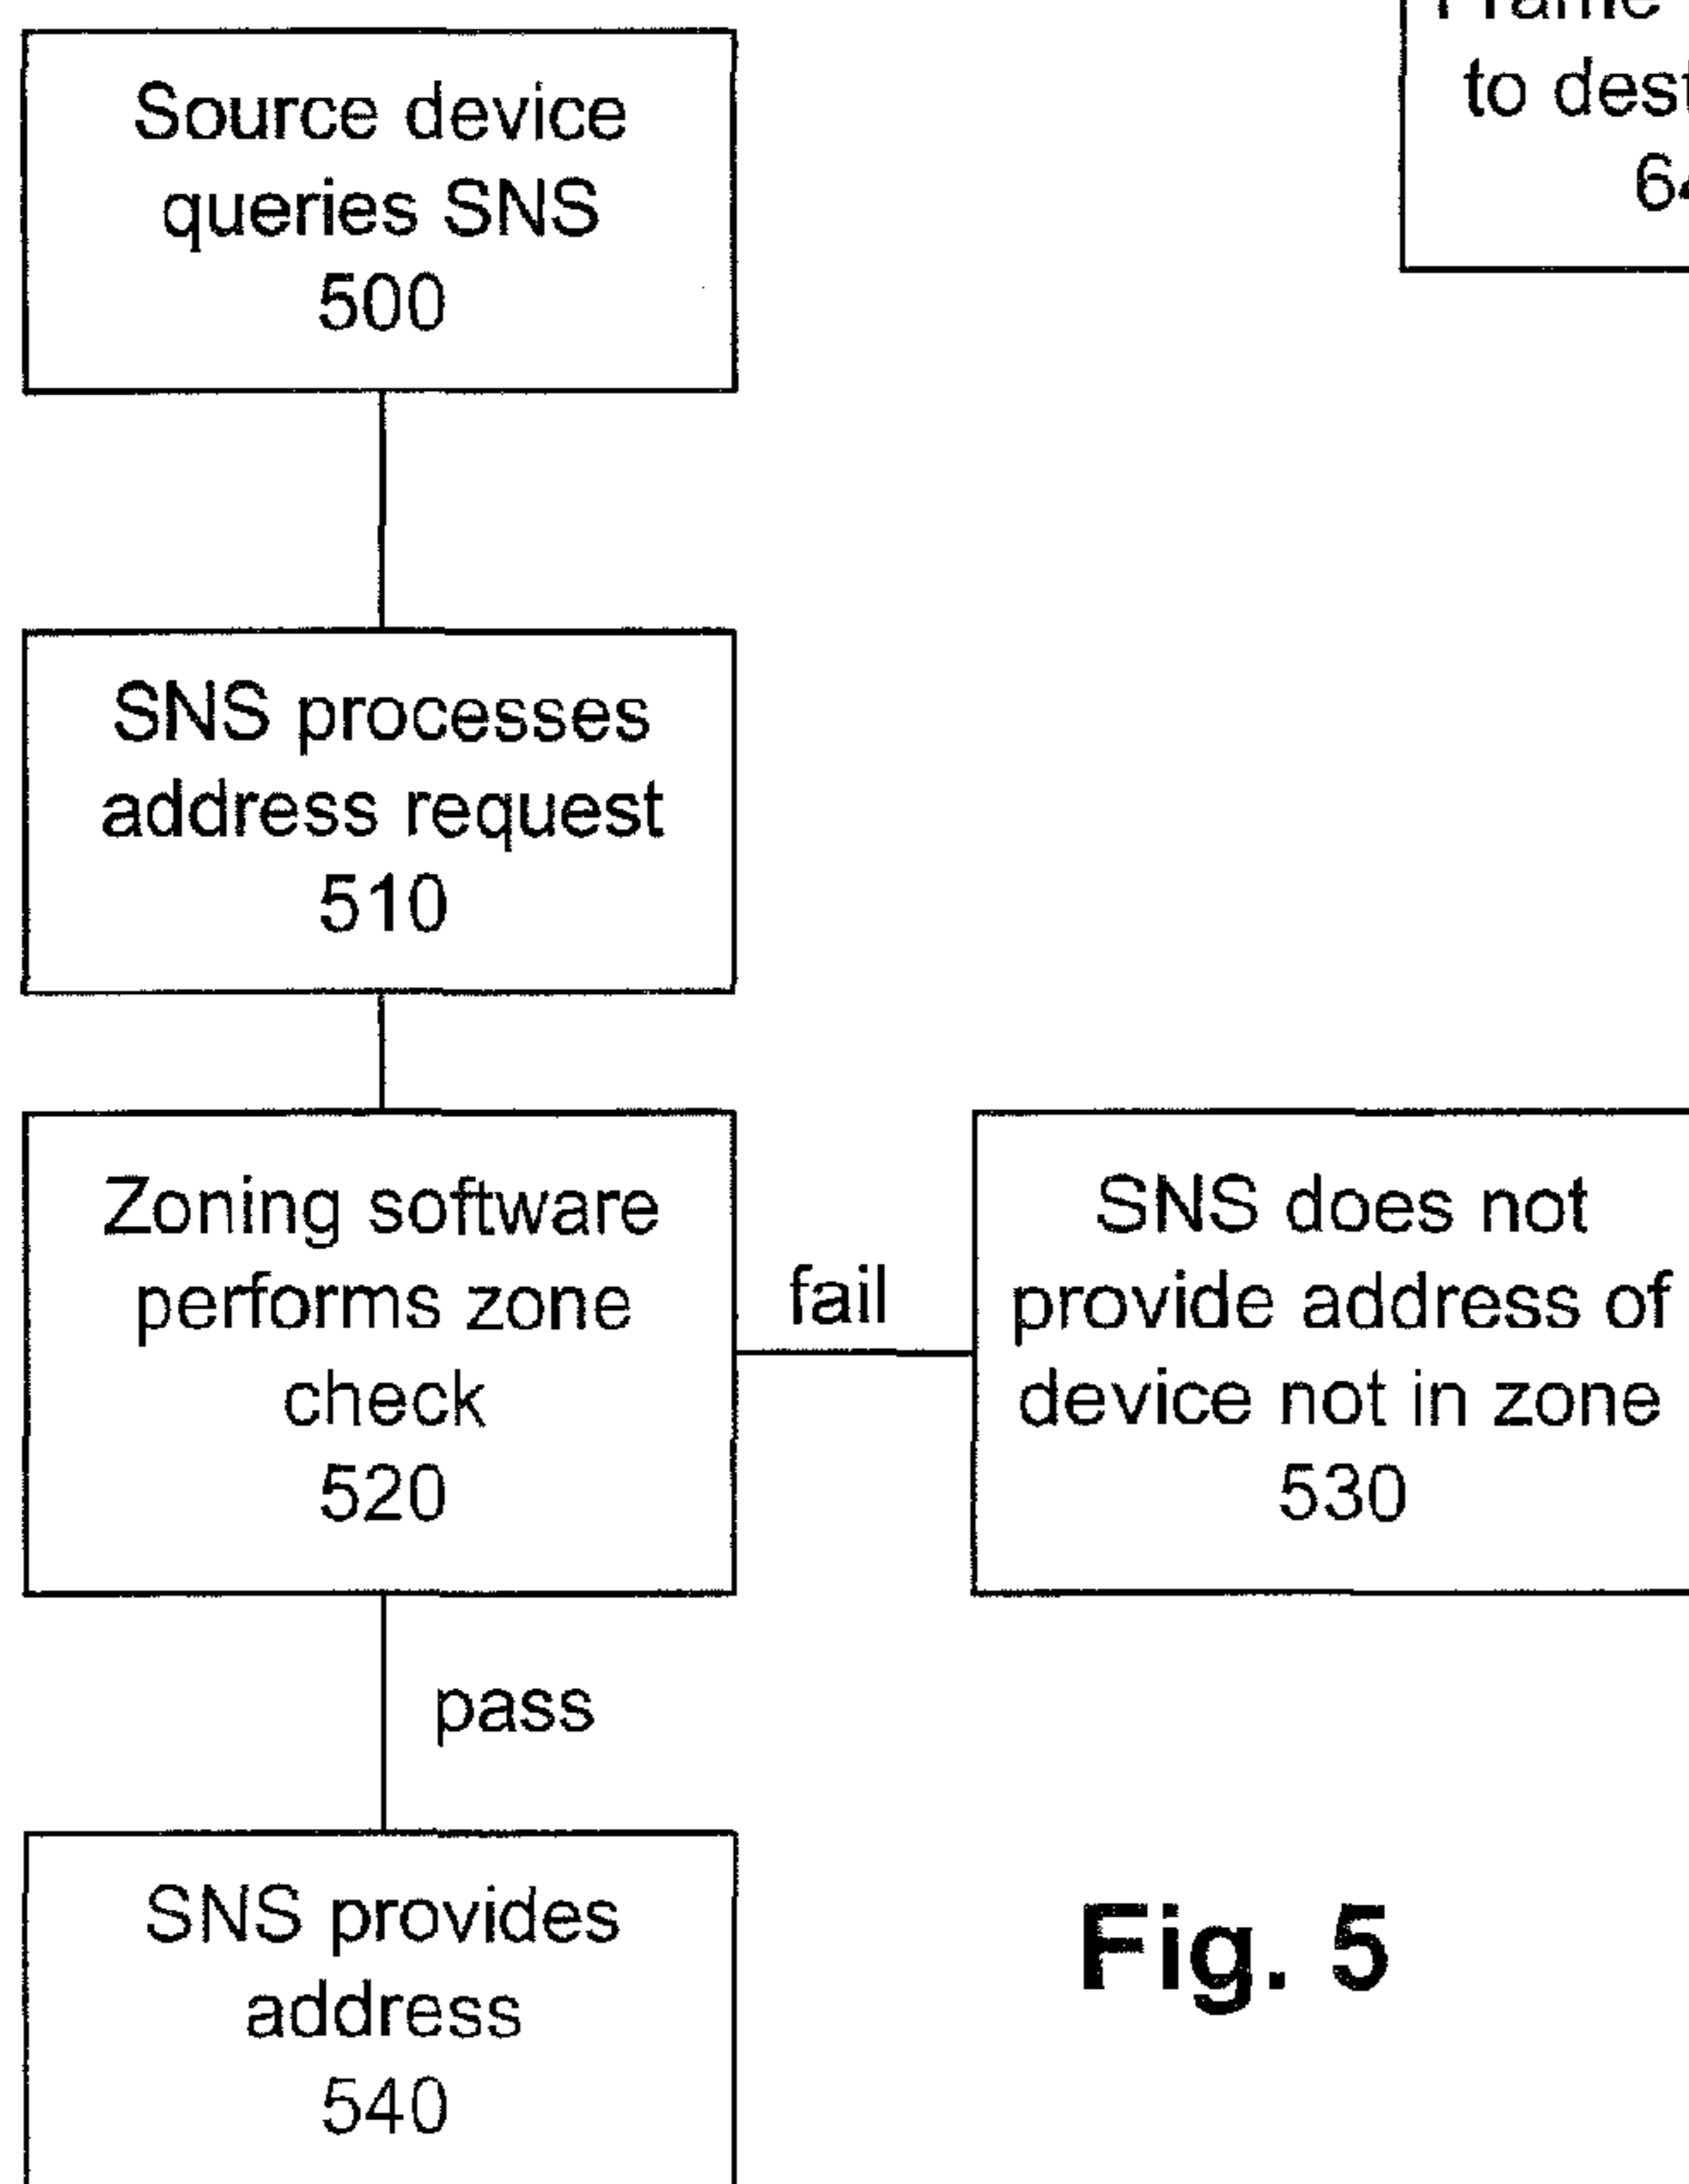 to
Source device
queries SNS
500
SNS processes
address request
510
Zoning software
performs zone
check
520
fail
SNS does not
provide address of
device not in zone
530
pass
SNS provides
address
540
Fig. 5